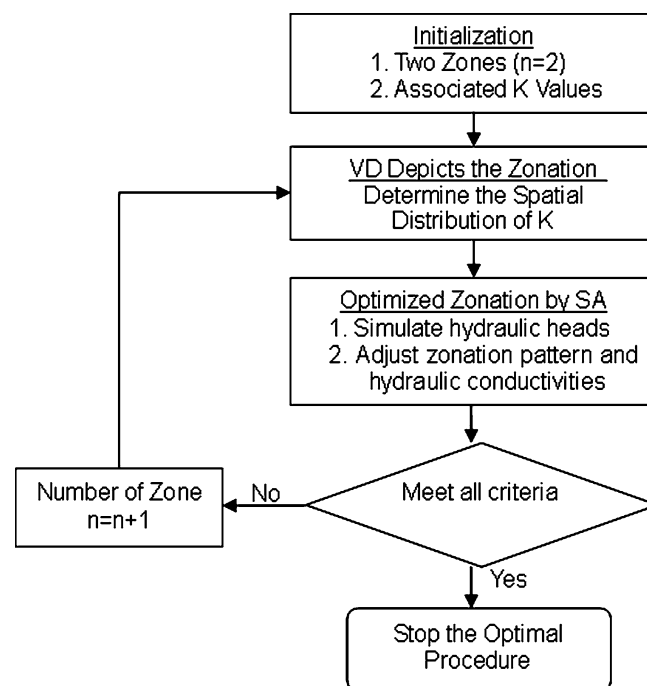 Initialization
1. Two Zones (n=2)
2. Associated K Values
VD Depicts the Zonation
Determine the Spatial
Distribution of K
Optimized Zonation by SA
1. Simulate hydraulic heads
2. Adjust zonation pattern and
hydraulic conductivities
Meet all criteria
No
Number of Zone
n=n+1
Yes
Stop the Optimal
Procedure